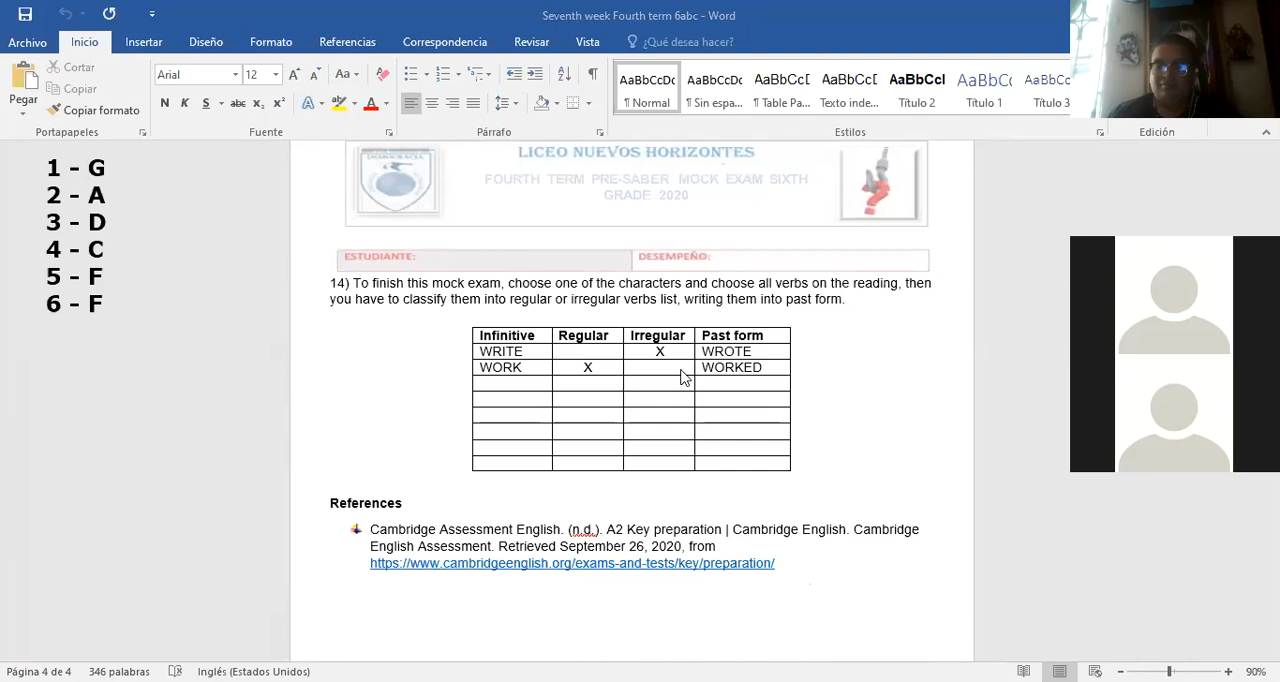 Seventh week Fourth term 6abc - Word
Archivo Inicio Insertar Diseño Formato Referencias Correspondencia Revisar Vista ¿Qué desea hacer?
Pegar
Cortar
Copiar
Copiar formato
Arial 12
N K S abc x₂ x²
AaBbCcDc AaBbCcDc AaBbCcI AaBbCcI AaBbCcI AaBbC AaBbCc
¶ Normal ¶ Sin espa... ¶ Table Pa... Texto inde... Título 2 Título 1 Título 3
Portapapeles Fuente Párrafo Estilos Edición
1 - G
2 - A
3 - D
4 - C
5 - F
6 - F
DEMOCRACIA
LICEO NUEVOS HORIZONTES
FOURTH TERM PRE-SABER MOCK EXAM SIXTH
GRADE 2020
ESTUDIANTE: DESEMPEÑO:
14) To finish this mock exam, choose one of the characters and choose all verbs on the reading, then
you have to classify them into regular or irregular verbs list, writing them into past form.
Infinitive Regular Irregular Past form
WRITE X WROTE
WORK X WORKED
References
Cambridge Assessment English. (n.d.). A2 Key preparation | Cambridge English. Cambridge
English Assessment. Retrieved September 26, 2020, from
https://www.cambridgeenglish.org/exams-and-tests/key/preparation/
Página 4 de 4 346 palabras Inglés (Estados Unidos) 90%